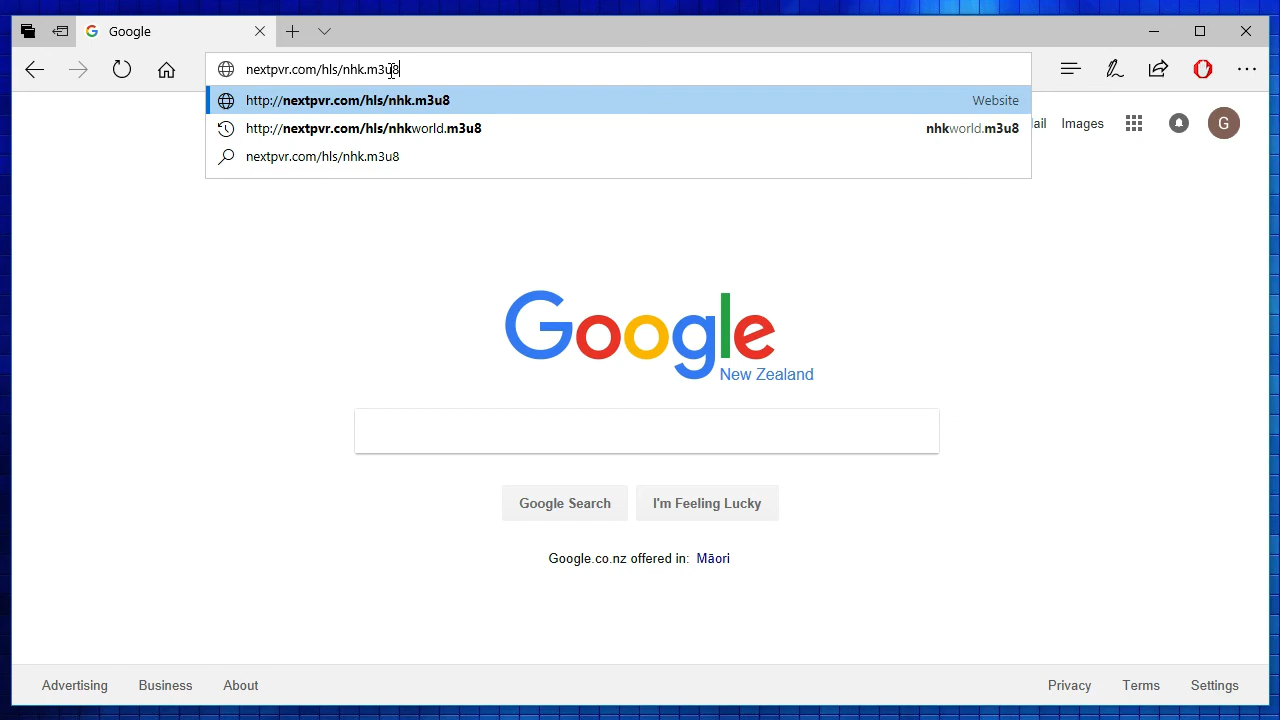 Google
nextpvr.com/hls/nhk.m3u8
http://nextpvr.com/hls/nhk.m3u8 Website
http://nextpvr.com/hls/nhkworld.m3u8 nhkworld.m3u8
nextpvr.com/hls/nhk.m3u8
ail Images G
Google
New Zealand
Google Search I'm Feeling Lucky
Google.co.nz offered in: Māori
Advertising Business About Privacy Terms Settings